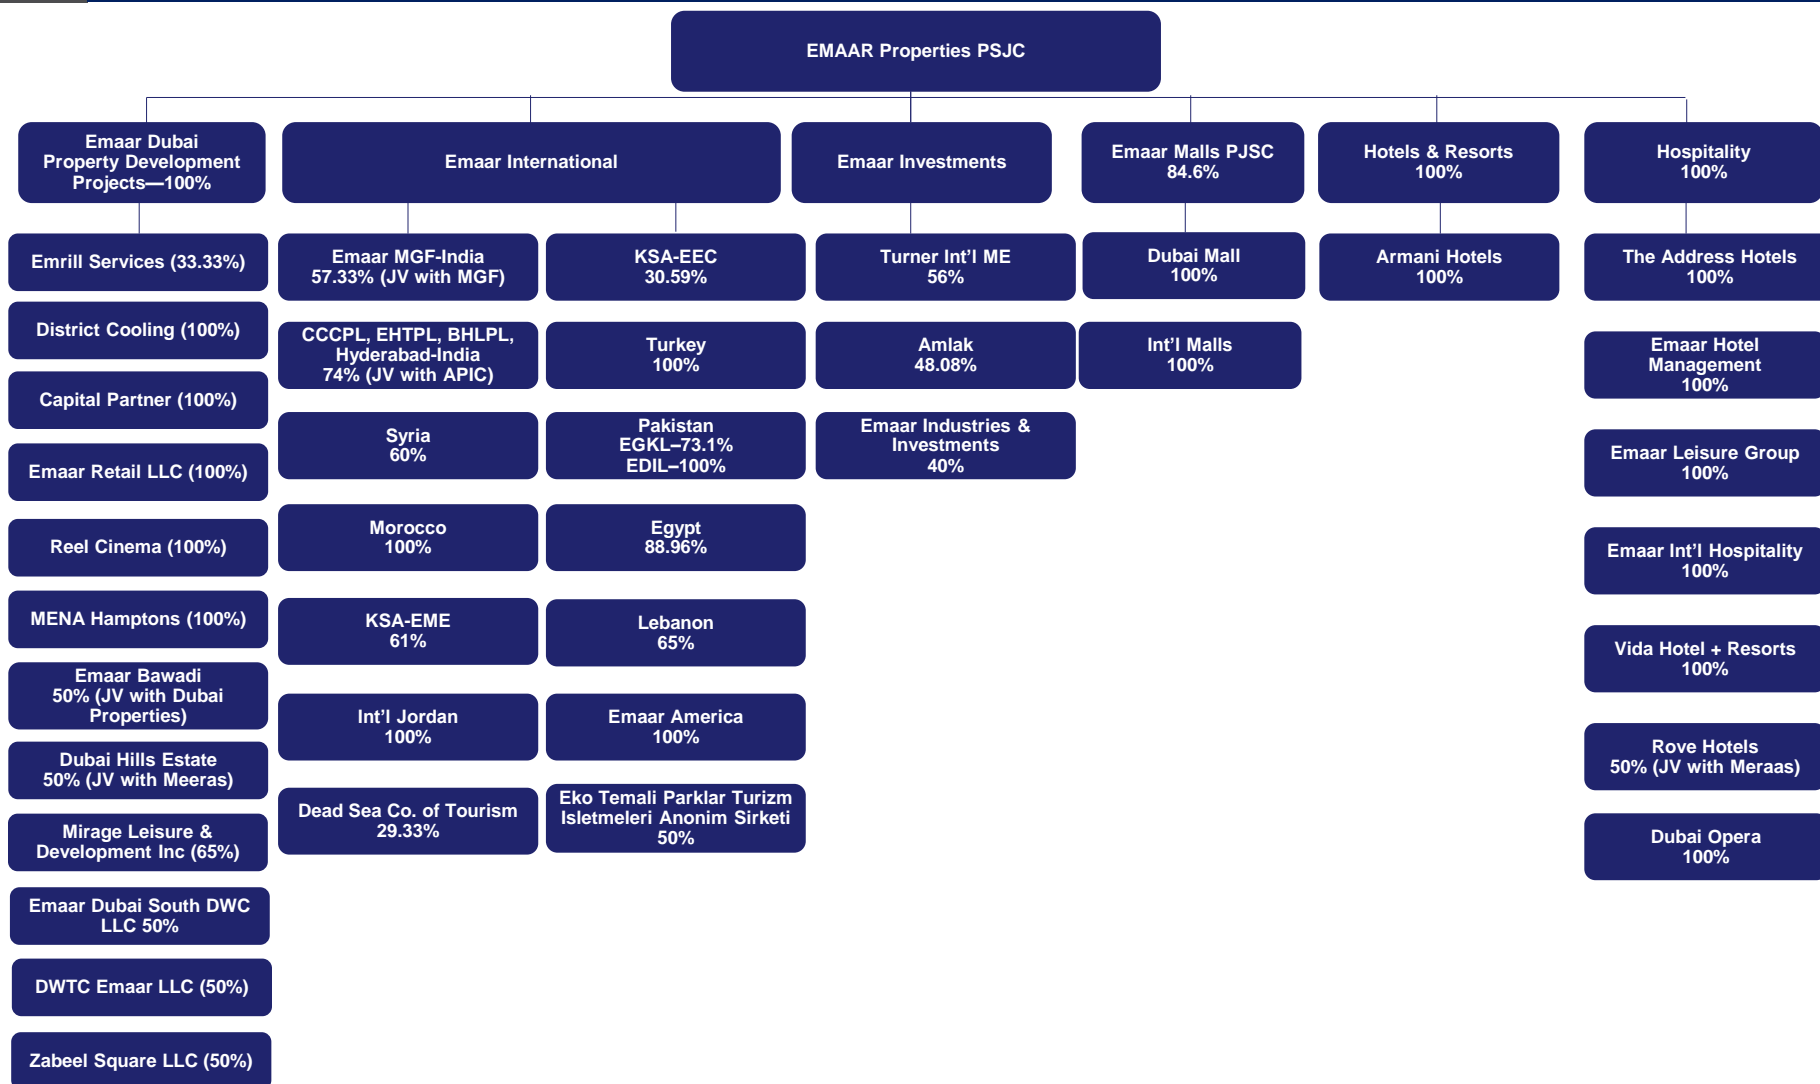 EMAAR Properties PSJC
Emaar Dubai
Property Development
Projects—100%
Emaar International
Emaar Investments
Emaar Malls PJSC
84.6%
Hotels & Resorts
100%
Hospitality
100%
Emrill Services (33.33%)
District Cooling (100%)
Capital Partner (100%)
Emaar Retail LLC (100%)
Reel Cinema (100%)
MENA Hamptons (100%)
Emaar Bawadi
50% (JV with Dubai
Properties)
Dubai Hills Estate
50% (JV with Meeras)
Mirage Leisure &
Development Inc (65%)
Emaar Dubai South DWC
LLC 50%
DWTC Emaar LLC (50%)
Zabeel Square LLC (50%)
Emaar MGF-India
57.33% (JV with MGF)
CCCPL, EHTPL, BHLPL,
Hyderabad-India
74% (JV with APIC)
Syria
60%
Morocco
100%
KSA-EME
61%
Int’l Jordan
100%
Dead Sea Co. of Tourism
29.33%
KSA-EEC
30.59%
Turkey
100%
Pakistan
EGKL–73.1%
EDIL–100%
Egypt
88.96%
Lebanon
65%
Emaar America
100%
Eko Temali Parklar Turizm
Isletmeleri Anonim Sirketi
50%
Turner Int’l ME
56%
Amlak
48.08%
Emaar Industries &
Investments
40%
Dubai Mall
100%
Int’l Malls
100%
Armani Hotels
100%
The Address Hotels
100%
Emaar Hotel
Management
100%
Emaar Leisure Group
100%
Emaar Int’l Hospitality
100%
Vida Hotel + Resorts
100%
Rove Hotels
50% (JV with Meraas)
Dubai Opera
100%